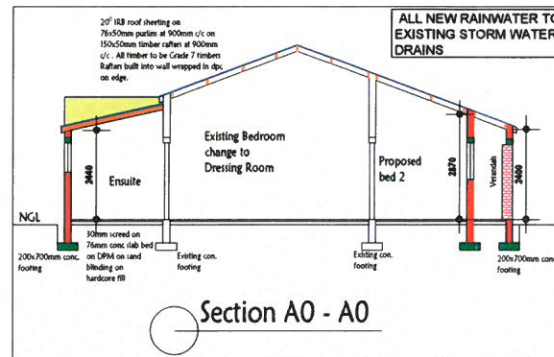 20° IRB roof sheeting on
76x50mm purlins at 900mm c/c on
150x50mm timber rafters at 900mm
c/c . All timber to be Grade 7 timber.
Rafters built into wall wrapped in dpc
on edge.
ALL NEW RAINWATER TO
EXISTING STORM WATER
DRAINS
Existing Bedroom
change to
Dressing Room
Ensuite
Proposed
bed 2
2440
2870
Verandah
2400
NGL
30mm screed on
76mm conc slab bed
on DPM on sand
blinding on
hardcore fill
200x700mm conc.
footing
Existing con.
footing
Existing con.
footing
200x700mm conc
footing
Section A0 - A0